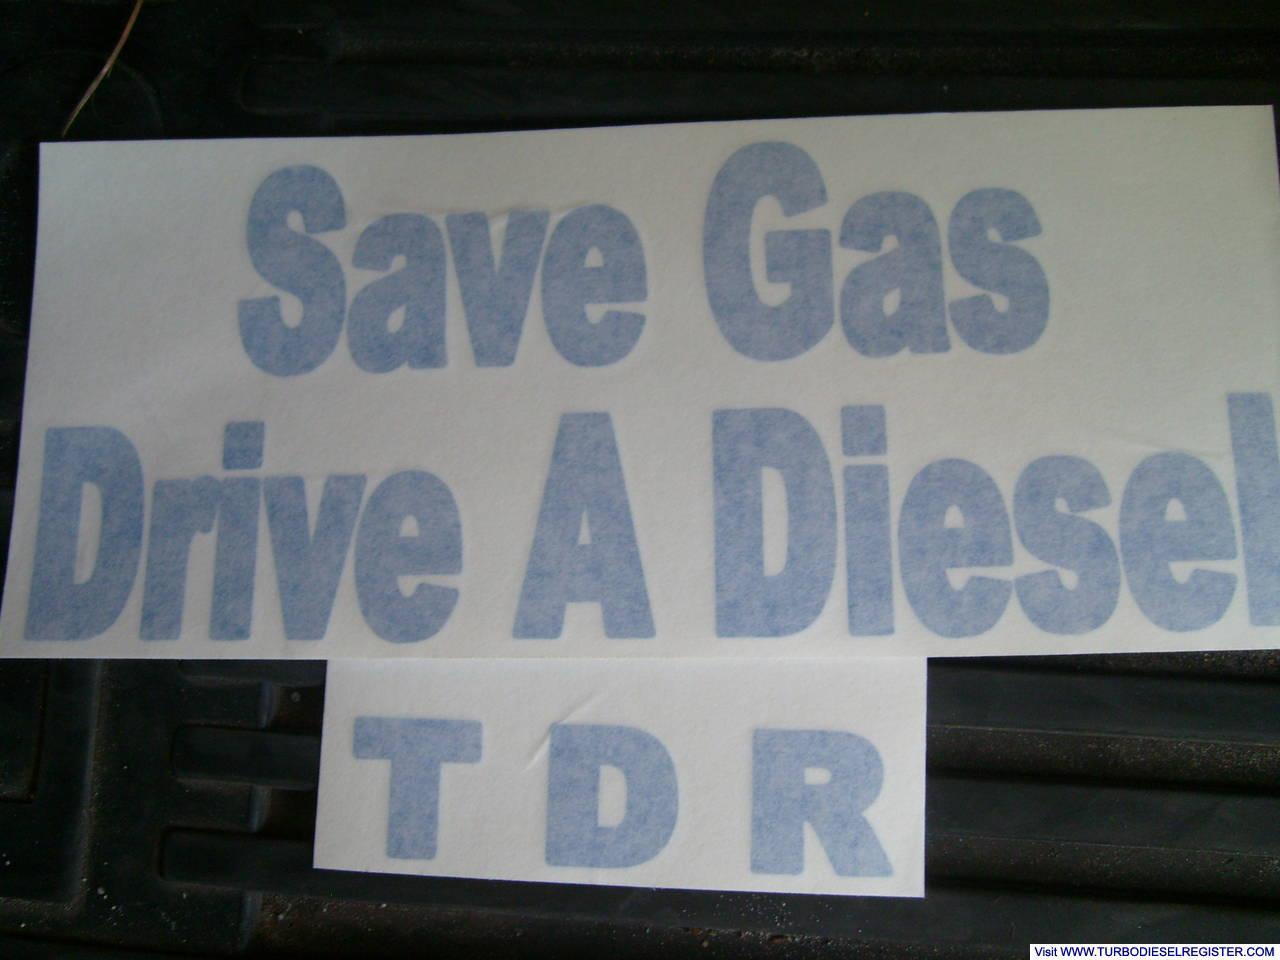 Save Gas
Drive A Diesel
T D R
Visit WWW.TURBODIESELREGISTER.COM